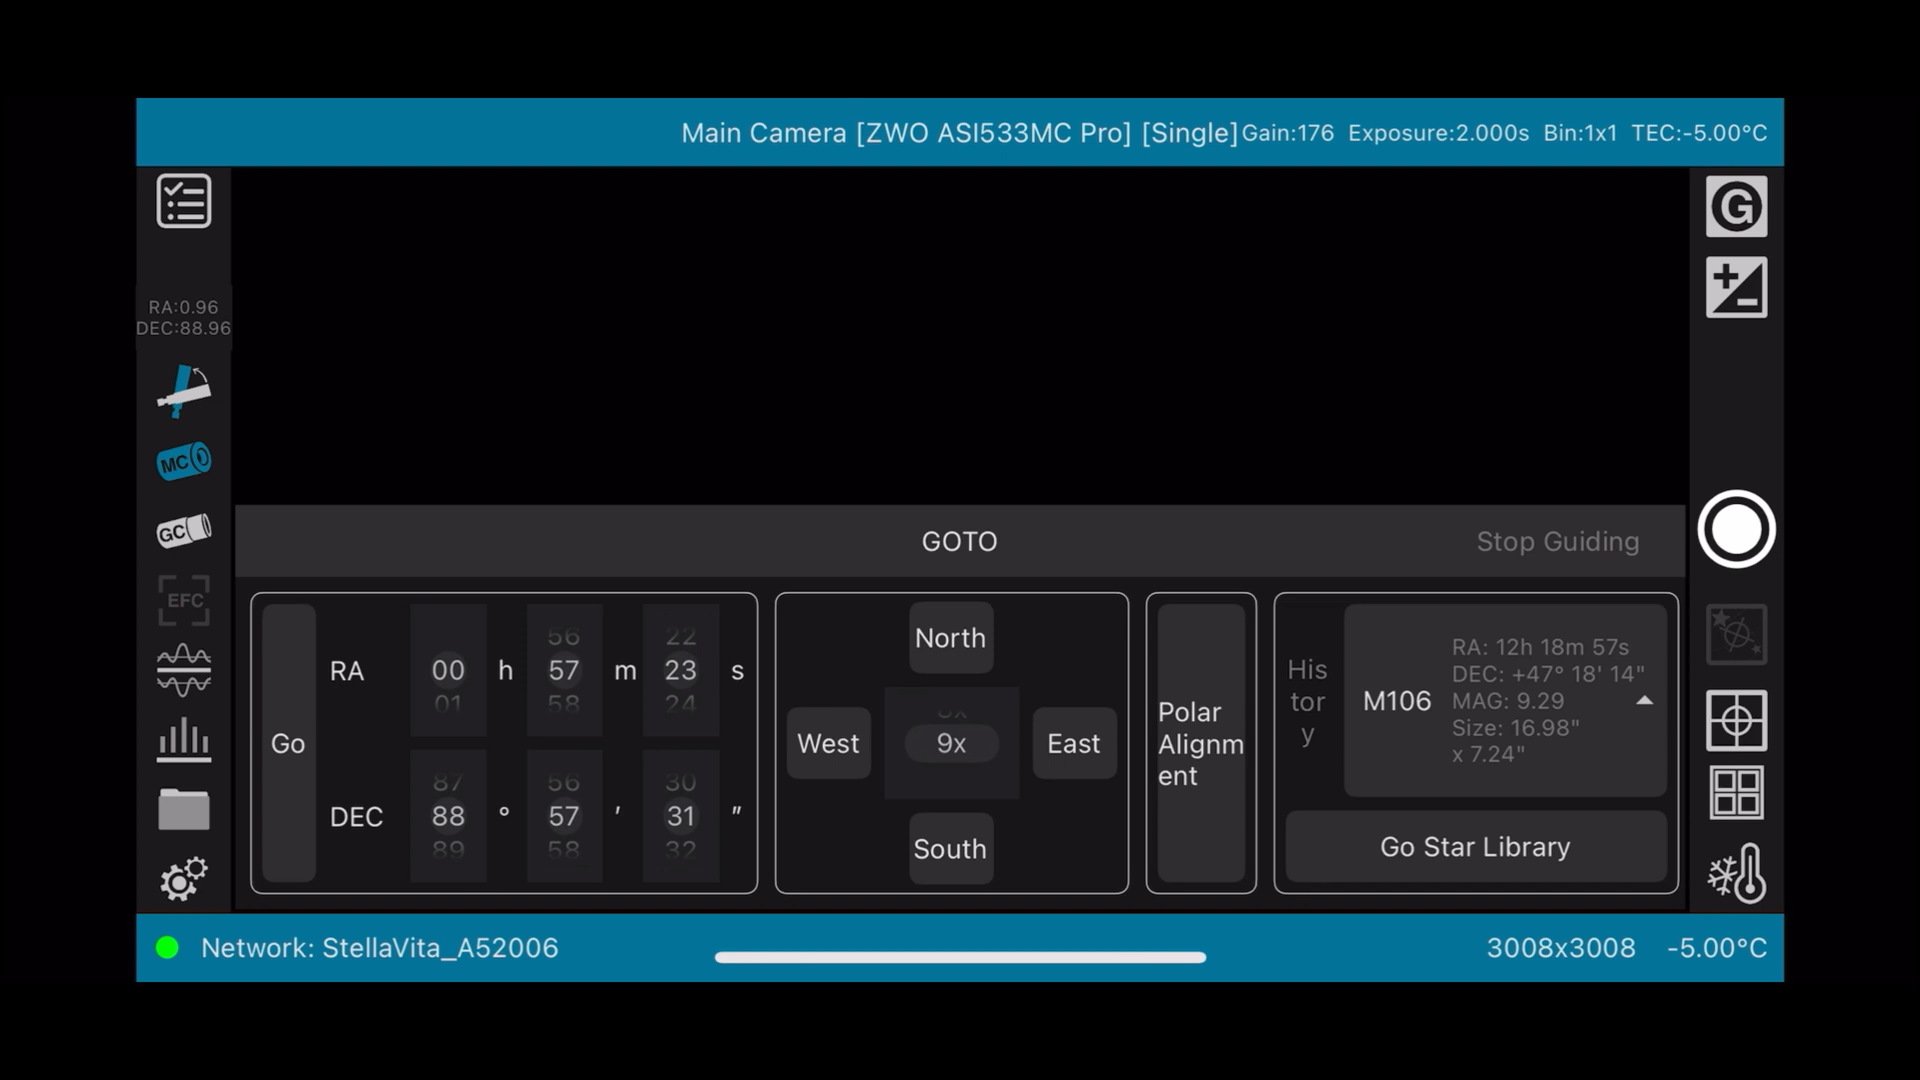 Main Camera [ZWO ASI533MC Pro] [Single] Gain:176 Exposure:2.000s Bin:1x1 TEC:-5.00°C
G
RA:0.96
DEC:88.96
MC
GC
EFC
GOTO
Stop Guiding
Go
RA
00 h 56 57 58 m 22 23 24 s
01
DEC
87 88 89 ° 56 57 58 ' 30 31 32 "
North
West
9x
East
South
Polar
Alignm
ent
His
tor
y
M106
RA: 12h 18m 57s
DEC: +47° 18' 14"
MAG: 9.29
Size: 16.98"
x 7.24"
Go Star Library
Network: StellaVita_A52006
3008x3008 -5.00°C